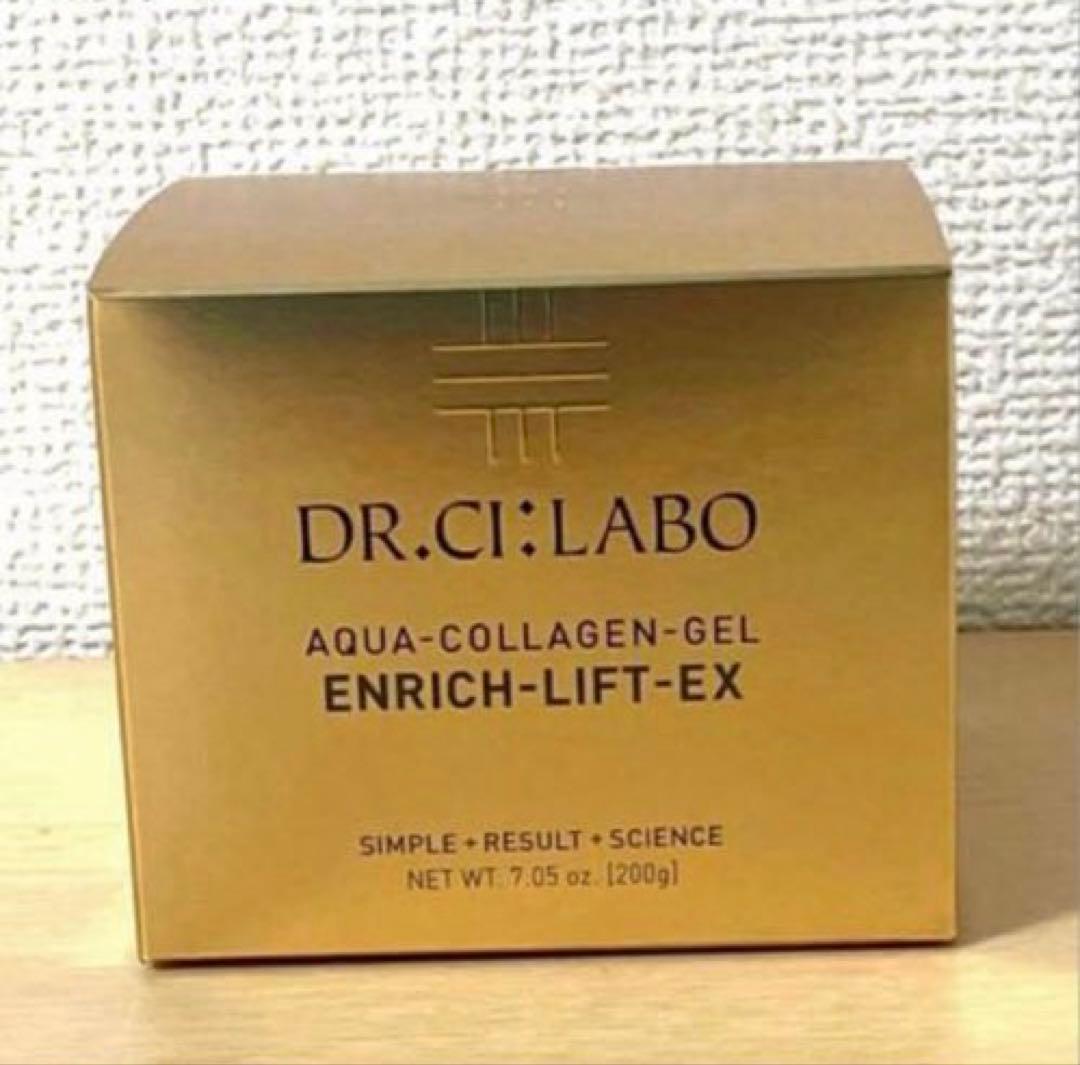 DR.CI:LABO
AQUA-COLLAGEN-GEL
ENRICH-LIFT-EX
SIMPLE + RESULT + SCIENCE
NET WT. 7.05 oz. [200g]